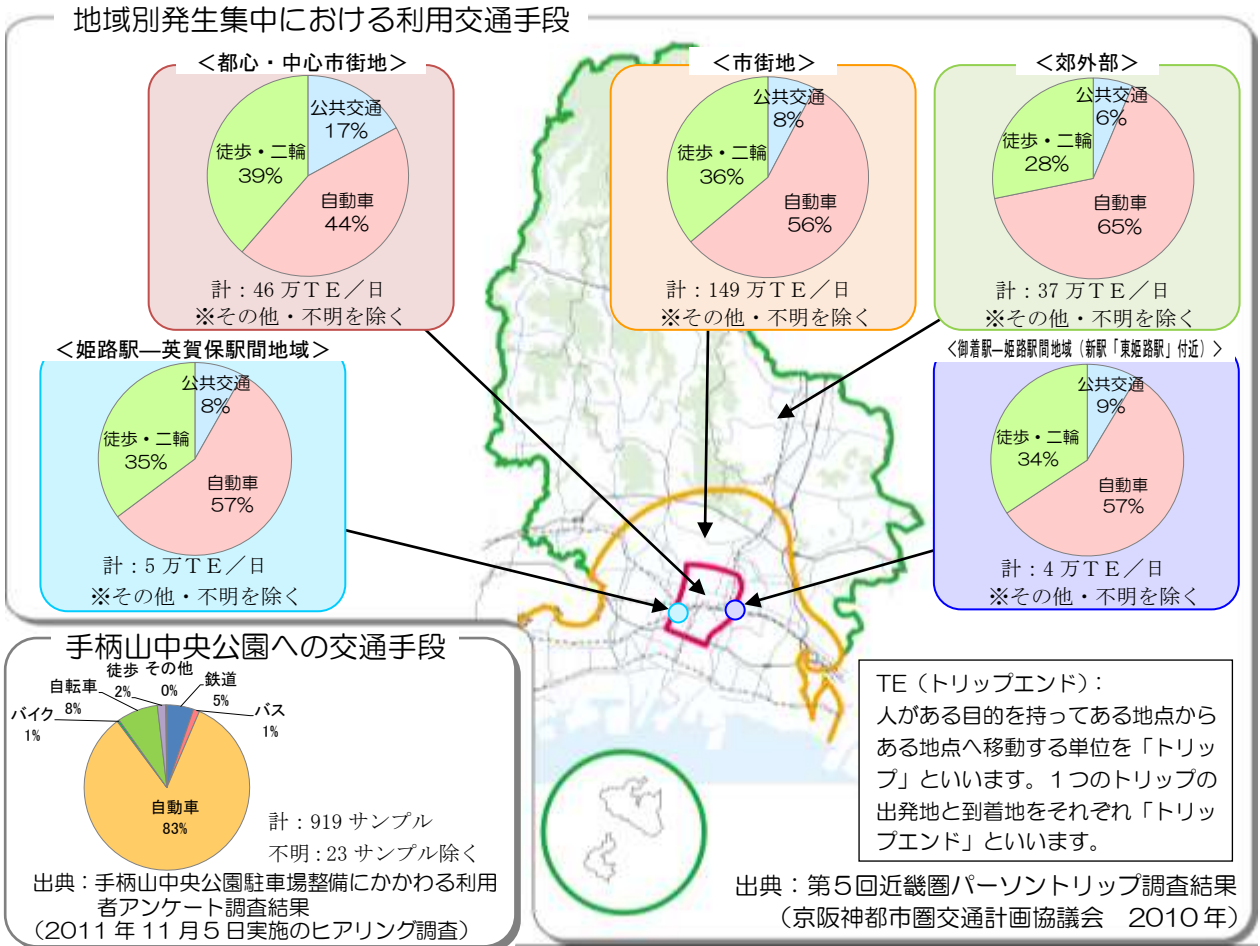 地域別発生集中における利用交通手段
＜都心・中心市街地＞
公共交通
17%
徒歩・二輪
39%
自動車
44%
計：46 万ＴＥ／日
※その他・不明を除く
＜市街地＞
公共交通
8%
徒歩・二輪
36%
自動車
56%
計：149 万ＴＥ／日
※その他・不明を除く
＜郊外部＞
公共交通
6%
徒歩・二輪
28%
自動車
65%
計：37 万ＴＥ／日
※その他・不明を除く
＜姫路駅―英賀保駅間地域＞
公共交通
8%
徒歩・二輪
35%
自動車
57%
計：5 万ＴＥ／日
※その他・不明を除く
＜御着駅―姫路駅間地域（新駅「東姫路駅」付近）＞
公共交通
9%
徒歩・二輪
34%
自動車
57%
計：4 万ＴＥ／日
※その他・不明を除く
手柄山中央公園への交通手段
バイク
1%
自転車
8%
徒歩
2%
その他
0%
鉄道
5%
バス
1%
自動車
83%
計：919 サンプル
不明：23 サンプル除く
出典：手柄山中央公園駐車場整備にかかわる利用
者アンケート調査結果
（2011 年 11 月 5 日実施のヒアリング調査）
TE（トリップエンド）：
人がある目的を持ってある地点から
ある地点へ移動する単位を「トリッ
プ」といいます。１つのトリップの
出発地と到着地をそれぞれ「トリッ
プエンド」といいます。
出典：第５回近畿圏パーソントリップ調査結果
（京阪神都市圏交通計画協議会　2010 年）